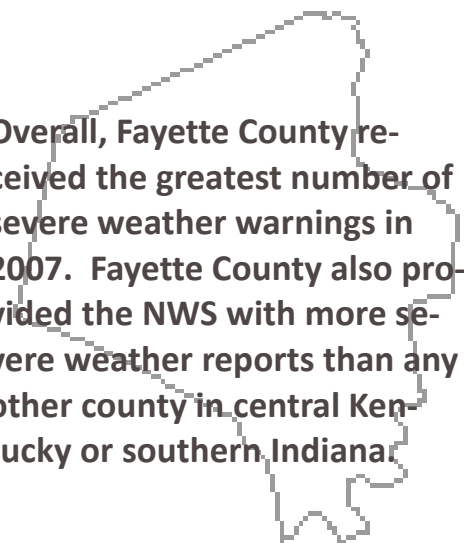 Overall, Fayette County re-
ceived the greatest number of
severe weather warnings in
2007.  Fayette County also pro-
vided the NWS with more se-
vere weather reports than any
other county in central Ken-
tucky or southern Indiana.